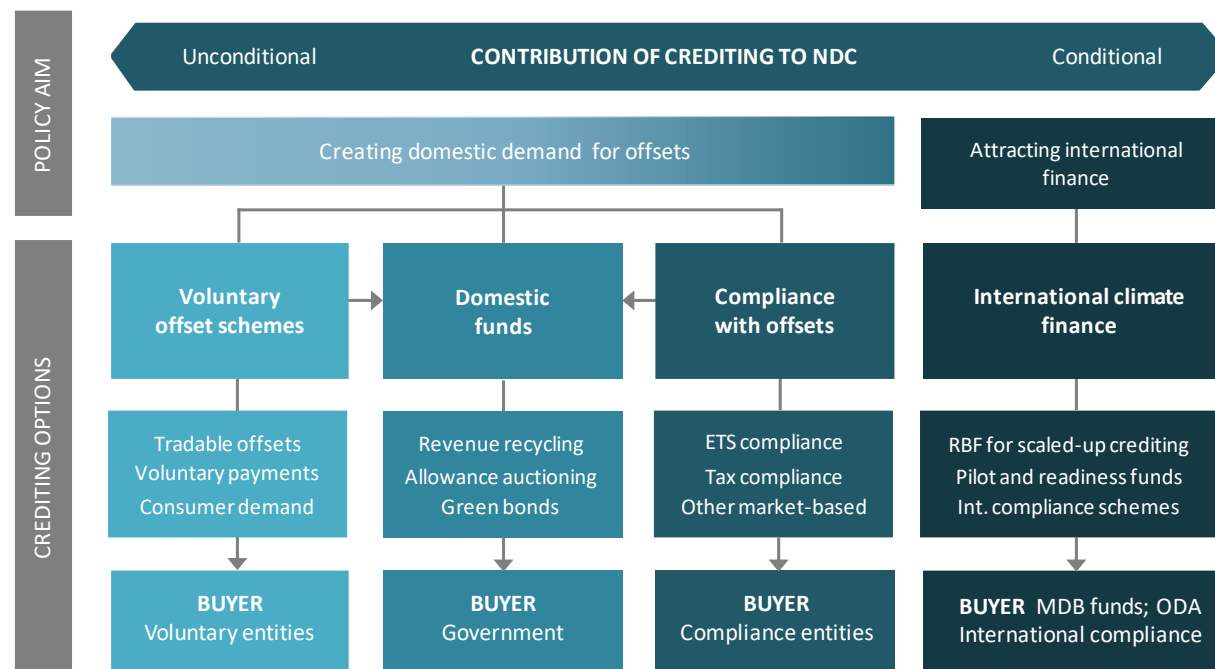 POLICY AIM
Unconditional
CONTRIBUTION OF CREDITING TO NDC
Conditional
Creating domestic demand for offsets
Attracting international
finance
CREDITING OPTIONS
Voluntary
offset schemes
Domestic
funds
Compliance
with offsets
International climate
finance
Tradable offsets
Voluntary payments
Consumer demand
Revenue recycling
Allowance auctioning
Green bonds
ETS compliance
Tax compliance
Other market-based
RBF for scaled-up crediting
Pilot and readiness funds
Int. compliance schemes
BUYER
Voluntary entities
BUYER
Government
BUYER
Compliance entities
BUYER MDB funds; ODA
International compliance